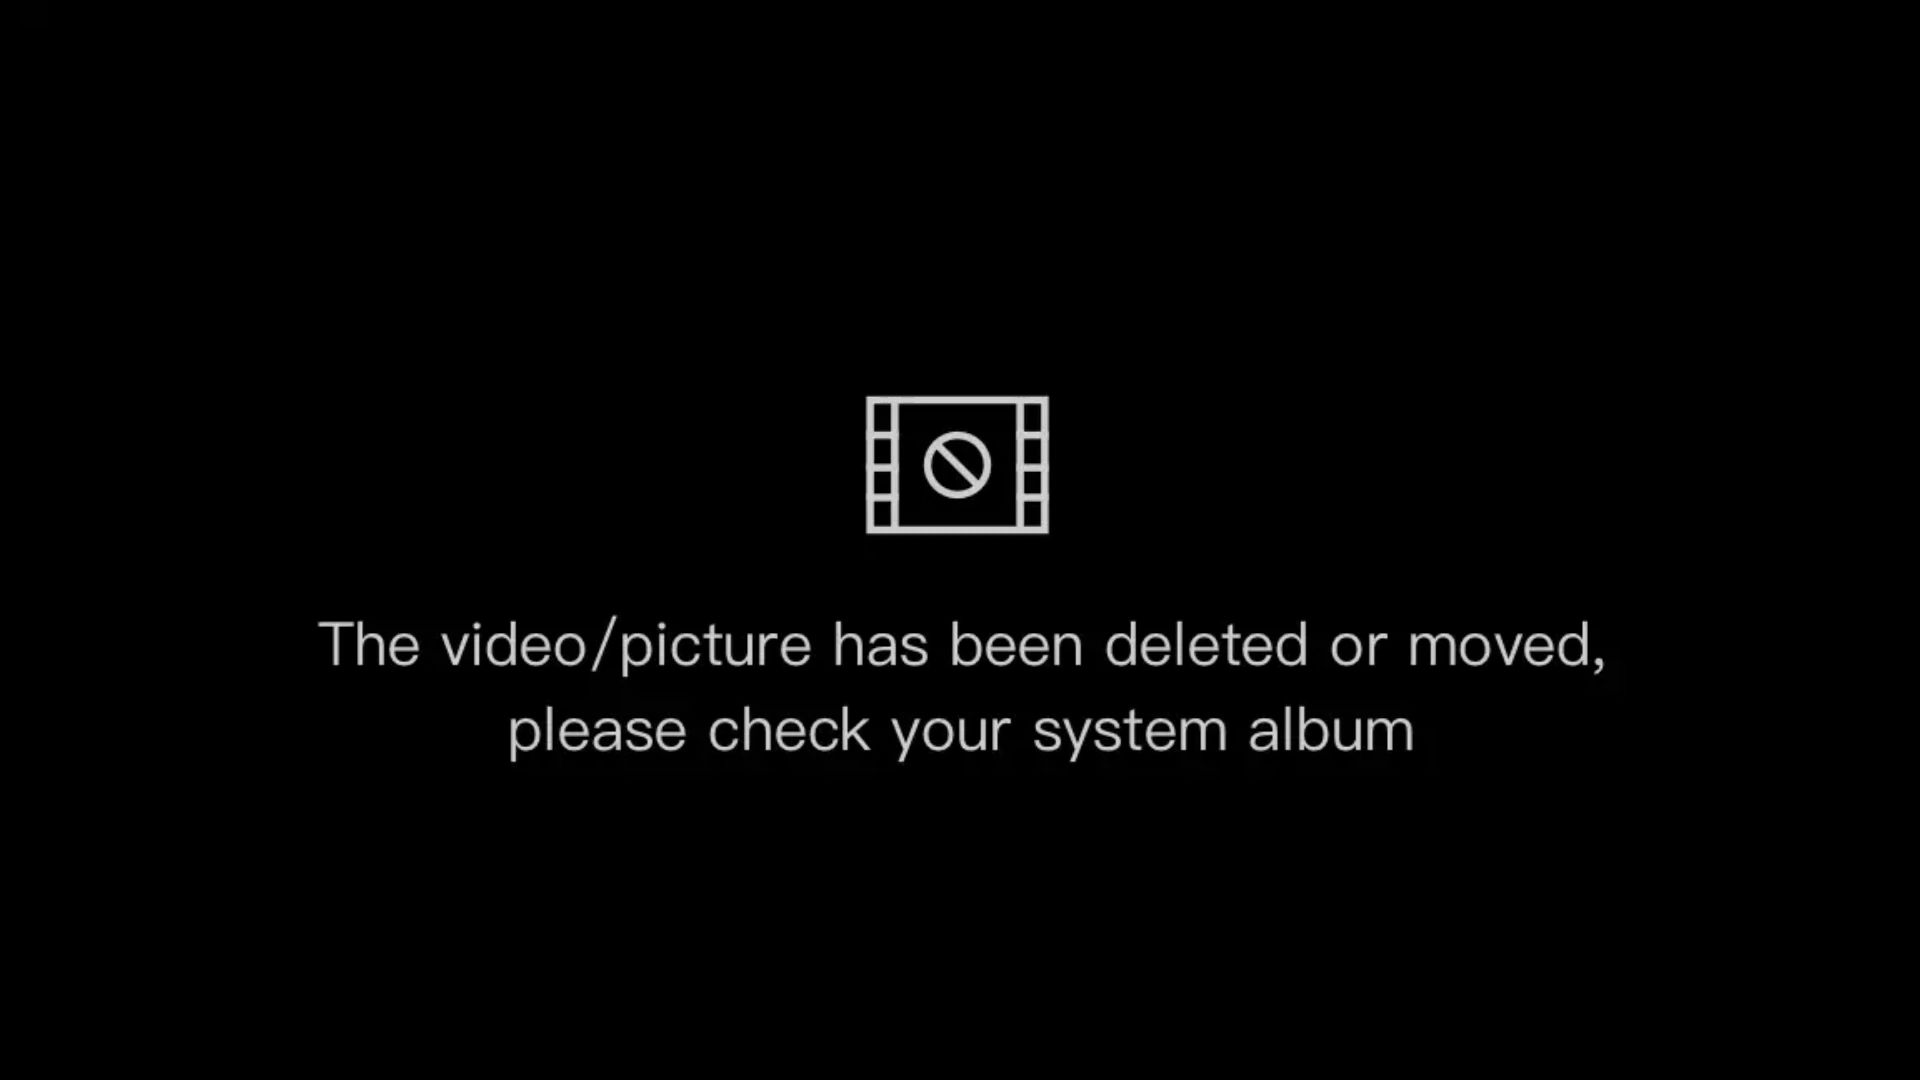 The video/picture has been deleted or moved,
please check your system album